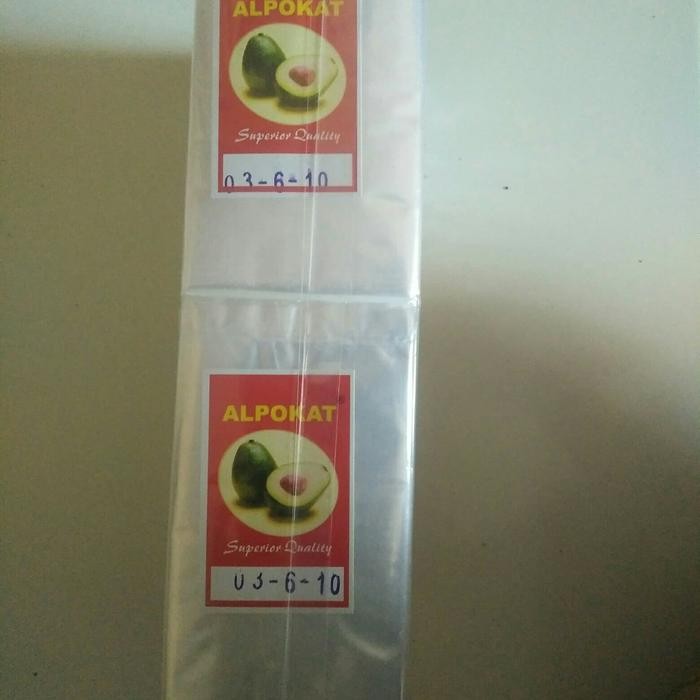 ALPOKAT
Superior Quality
03-6-10
ALPOKAT®
Superior Quality
03-6-10